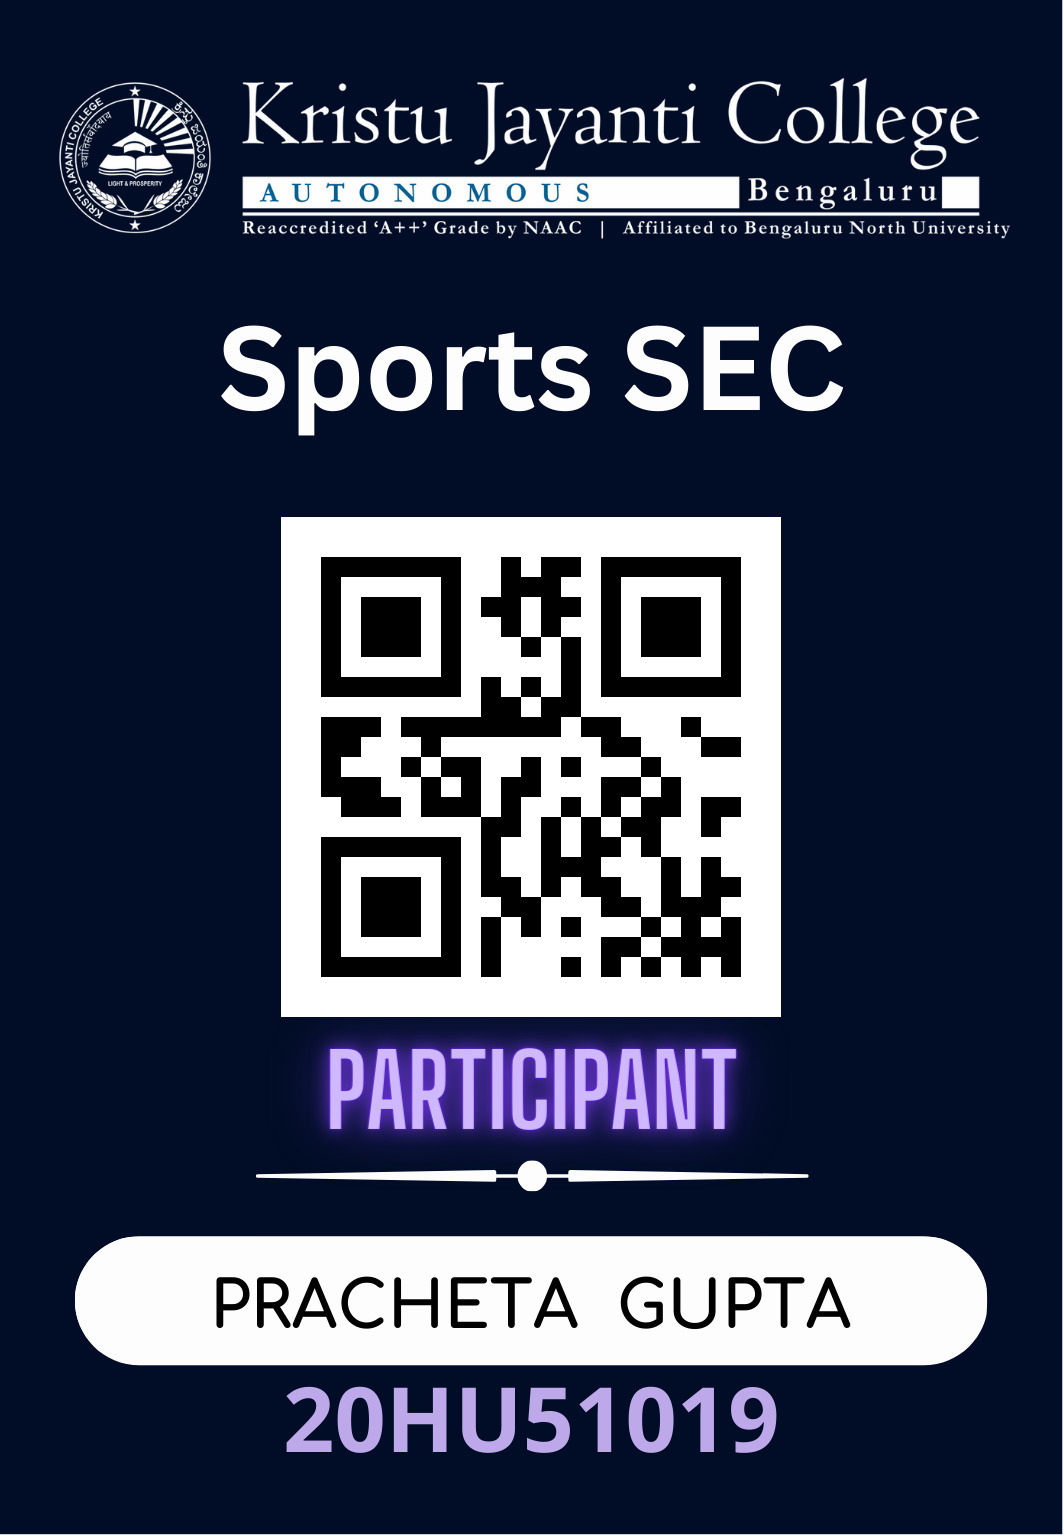 KRISTU JAYANTI COLLEGE
LIGHT & PROSPERITY
Kristu Jayanti College
AUTONOMOUS Bengaluru
Reaccredited ‘A++’ Grade by NAAC | Affiliated to Bengaluru North University
Sports SEC
PARTICIPANT
PRACHETA GUPTA
20HU51019